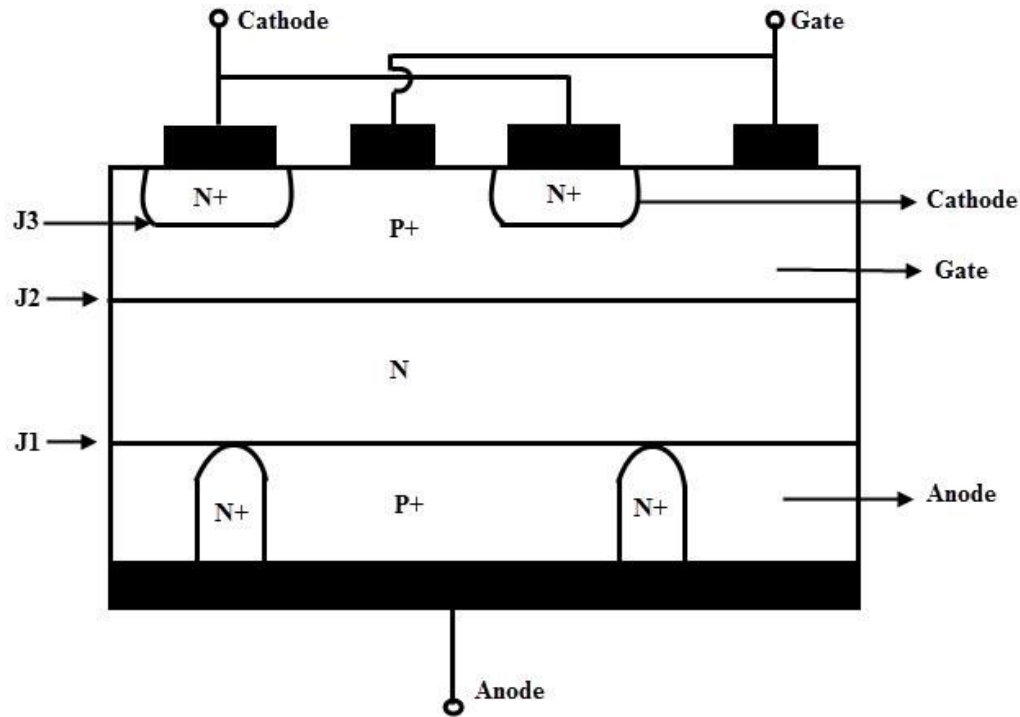 Cathode
Gate
N+
N+
Cathode
J3
P+
Gate
J2
N
J1
Anode
N+
P+
N+
Anode